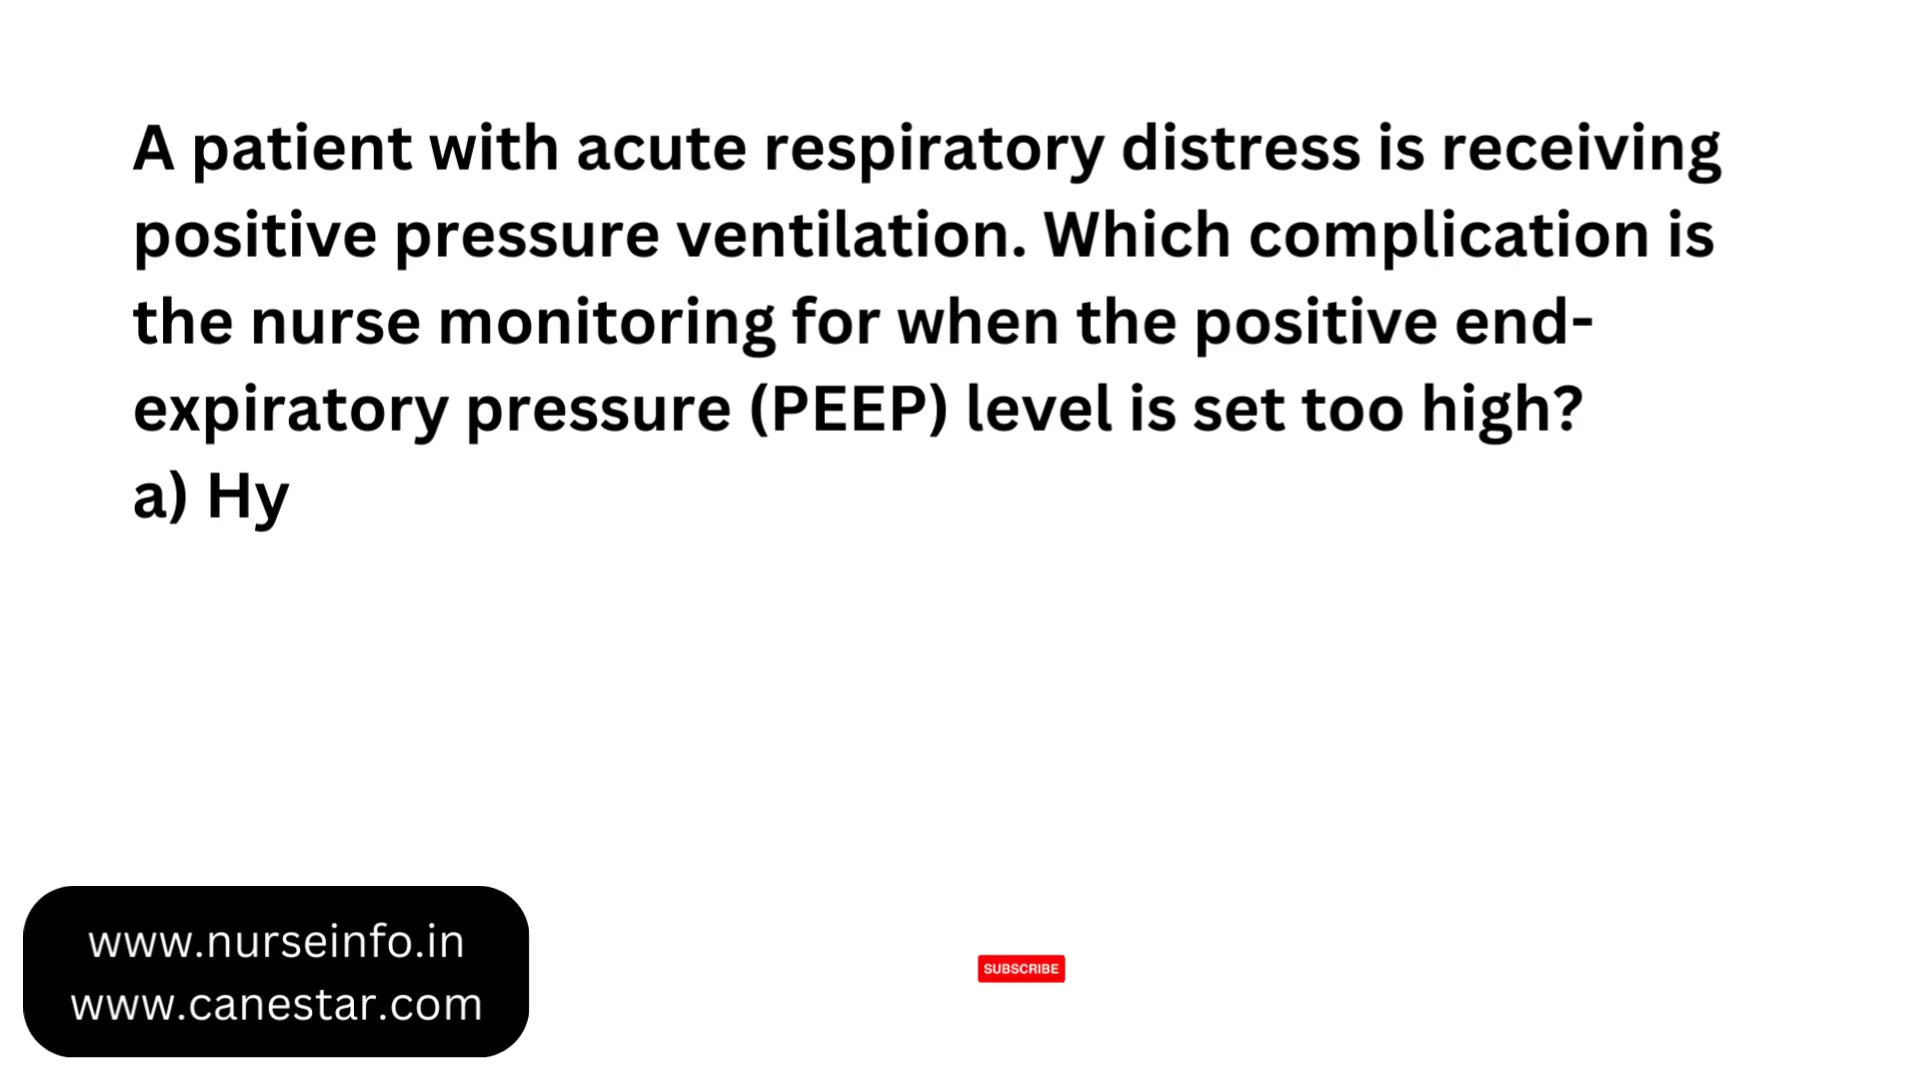 A patient with acute respiratory distress is receiving
positive pressure ventilation. Which complication is
the nurse monitoring for when the positive end-
expiratory pressure (PEEP) level is set too high?
a) Hy
www.nurseinfo.in
www.canestar.com
SUBSCRIBE